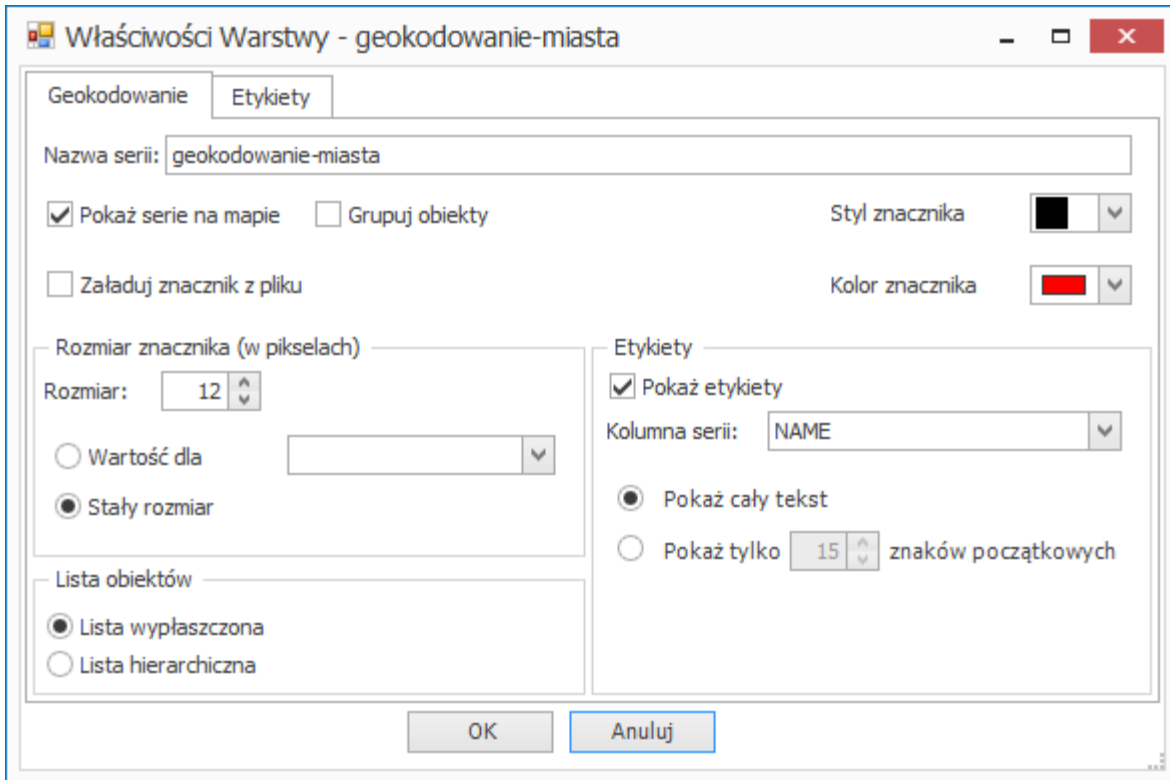 Właściwości Warstwy - geokodowanie-miasta
Geokodowanie Etykiety
Nazwa serii: geokodowanie-miasta
Pokaż serie na mapie Grupuj obiekty Styl znacznika
Załaduj znacznik z pliku Kolor znacznika
Rozmiar znacznika (w pikselach)
Rozmiar: 12
Wartość dla
Stały rozmiar
Lista obiektów
Lista wypłaszczona
Lista hierarchiczna
Etykiety
Pokaż etykiety
Kolumna serii: NAME
Pokaż cały tekst
Pokaż tylko 15 znaków początkowych
OK Anuluj